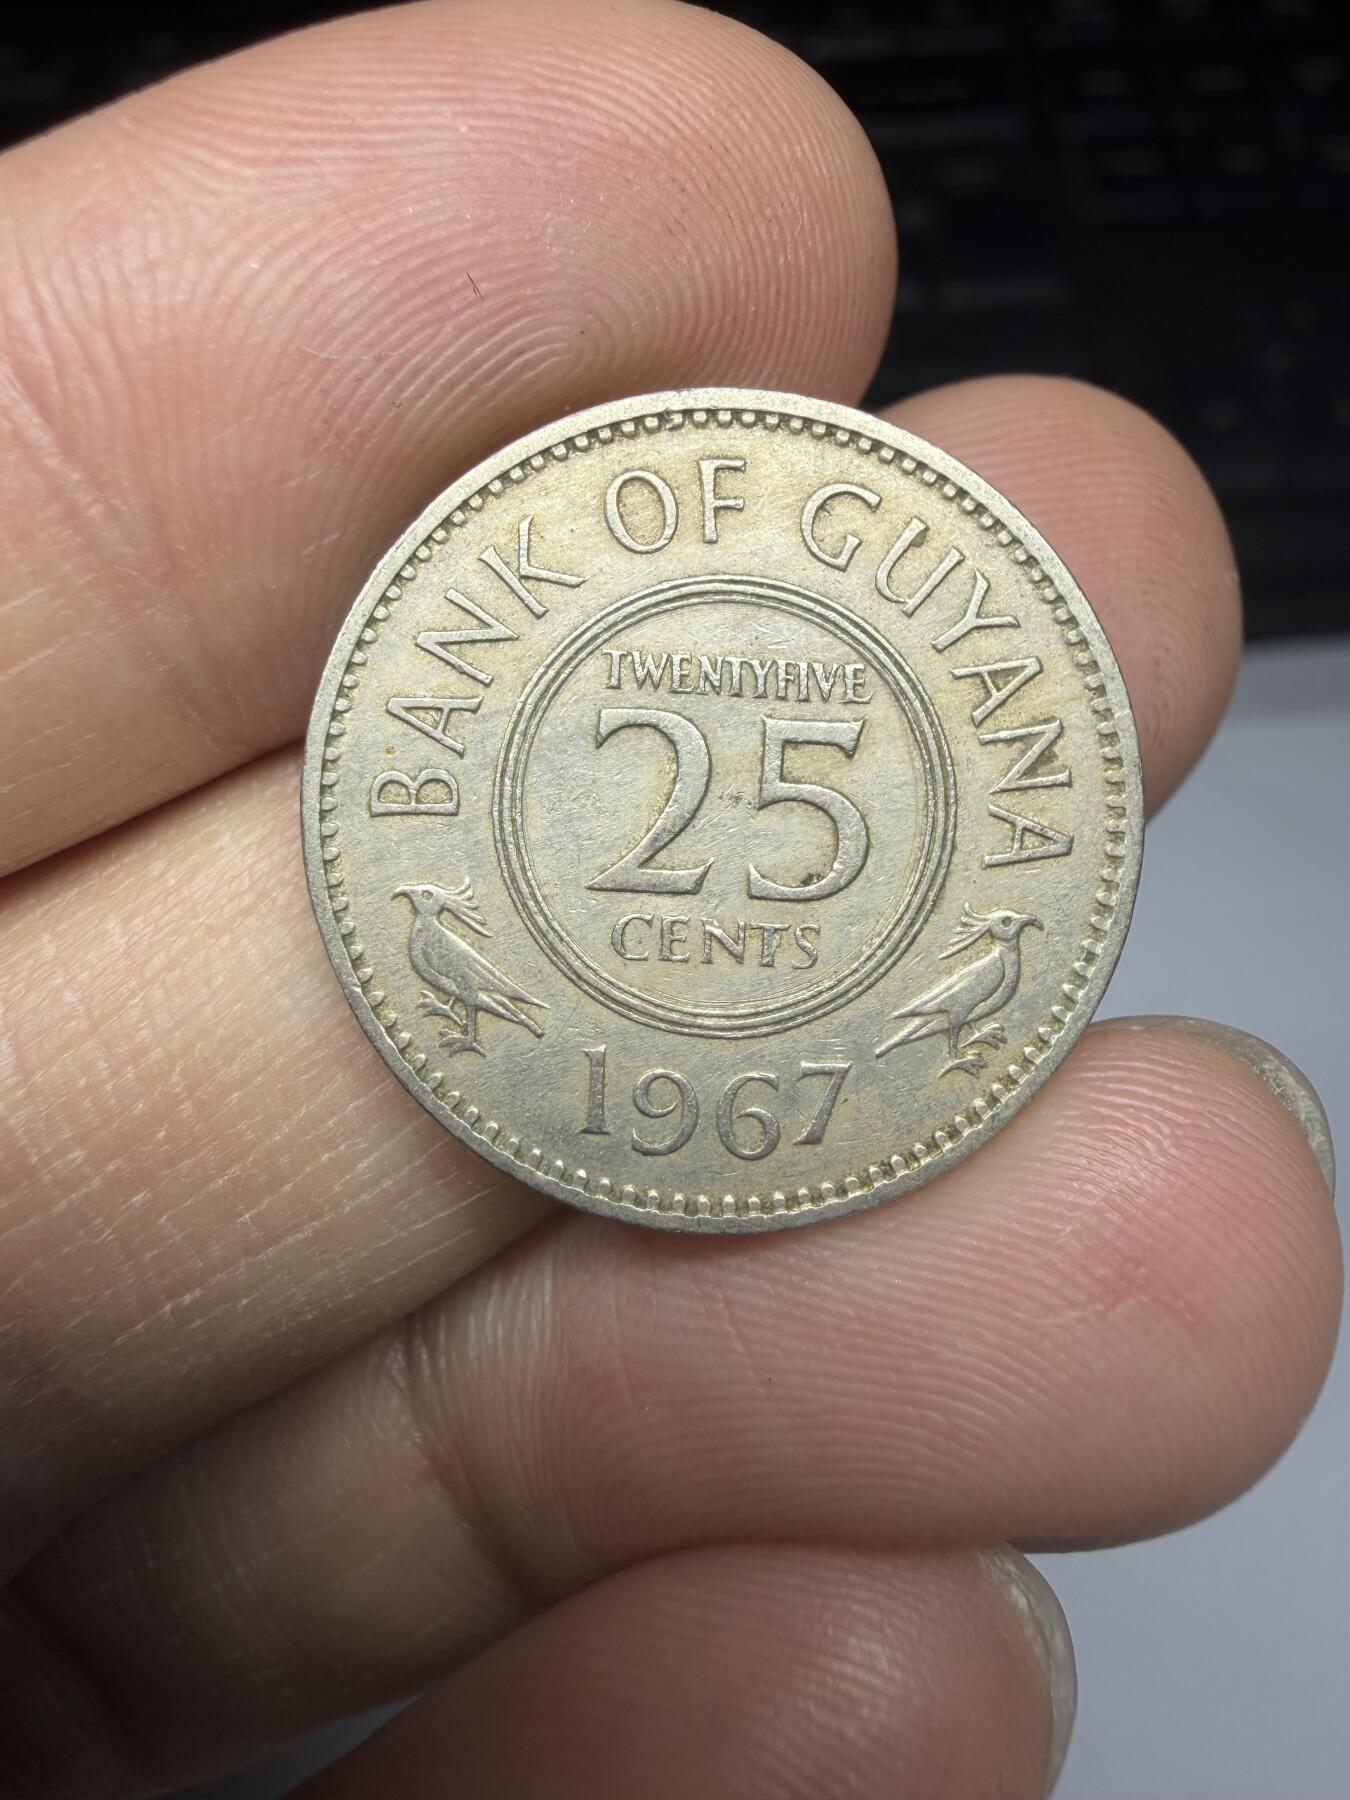 BANK OF GUYANA
TWENTYFIVE
25
CENTS
1967